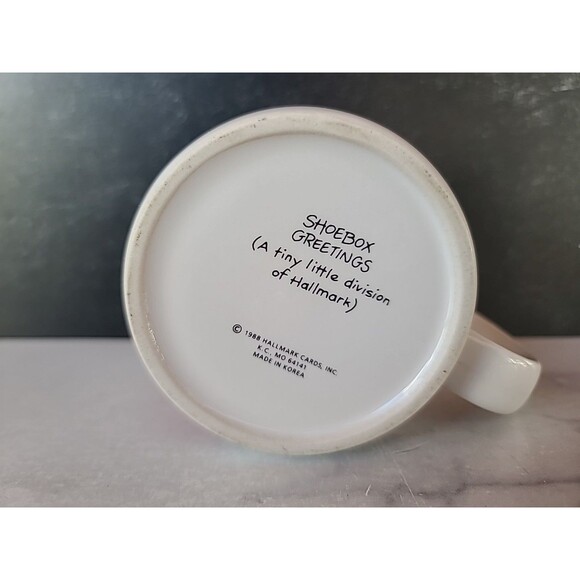 SHOEBOX
GREETINGS
(A tiny little division
of Hallmark)
© 1988 HALLMARK CARDS, INC.
K.C., MO 64141
MADE IN KOREA